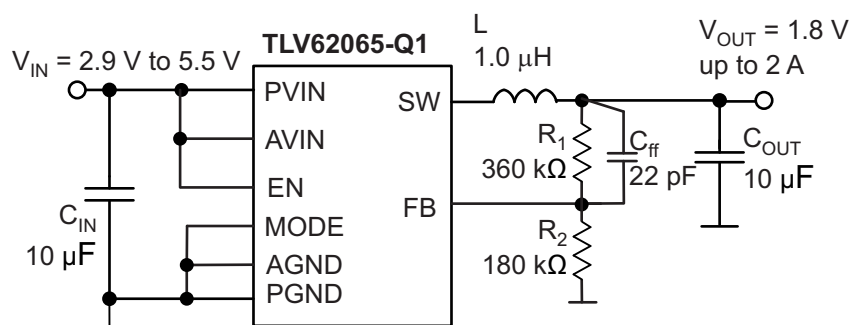 TLV62065-Q1
V_IN = 2.9 V to 5.5 V
PVIN
AVIN
EN
MODE
AGND
PGND
SW
FB
C_IN
10 μF
L
1.0 μH
R_1
360 kΩ
C_ff
22 pF
R_2
180 kΩ
V_OUT = 1.8 V
up to 2 A
C_OUT
10 μF